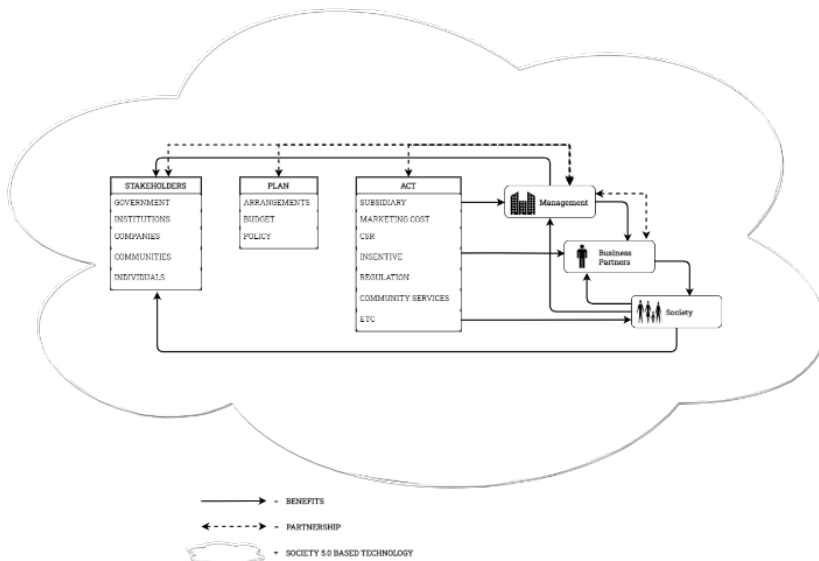 STAKEHOLDERS
GOVERNMENT
INSTITUTIONS
COMPANIES
COMMUNITIES
INDIVIDUALS
PLAN
ARRANGEMENTS
BUDGET
POLICY
ACT
SUBSIDIARY
MARKETING COST
CSR
INSENTIVE
REGULATION
COMMUNITY SERVICES
ETC
Management
Business
Partners
Society
- BENEFITS
- PARTNERSHIP
- SOCIETY 5.0 BASED TECHNOLOGY